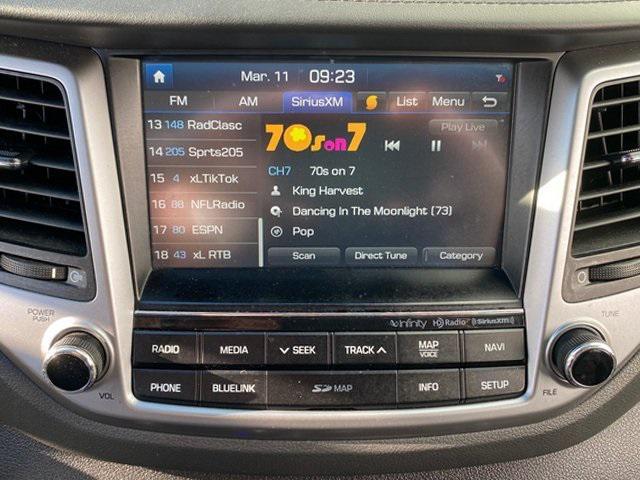 Mar. 11 09:23
FM AM SiriusXM List Menu
13 148 RadClasc
14 205 Sprts205
15 4 xLTikTok
16 88 NFLRadio
17 80 ESPN
18 43 xL RTB
70s on 7
Play Live
CH7 70s on 7
King Harvest
Dancing In The Moonlight (73)
Pop
Scan Direct Tune Category
Infinity HD Radio SiriusXM
POWER
PUSH
VOL
RADIO MEDIA SEEK TRACK MAP
VOICE NAVI
PHONE BLUELINK SD MAP INFO SETUP
TUNE
FILE